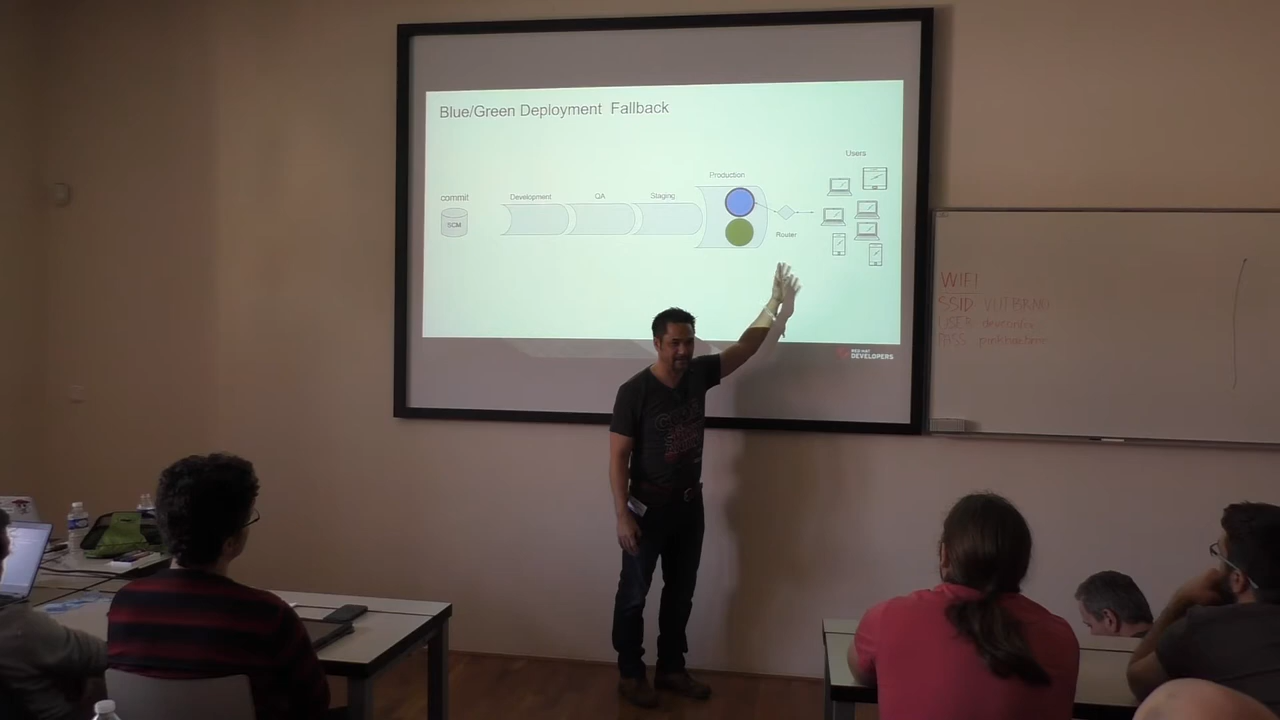 Blue/Green Deployment Fallback
Users
Production
commit
Development
QA
Staging
SCM
Router
RED HAT
DEVELOPERS
WIFI
SSID: VUTBRNO
USER:
PASS: